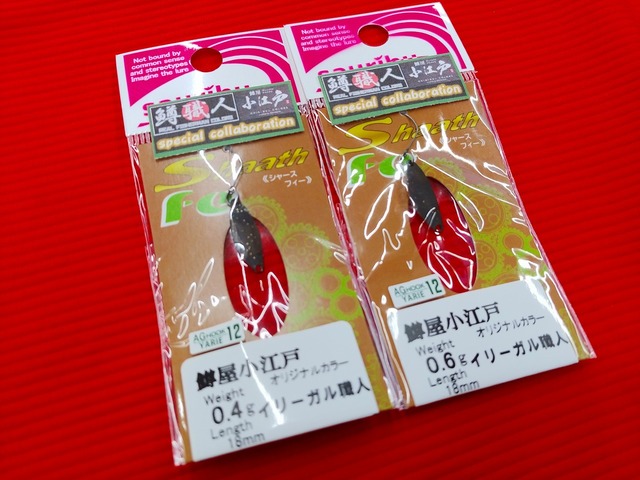 Not bound by
common sense
and stereotypes
Imagine the lure
鱒職人
小江戸
special collaboration
Sheath
《シャース
フィー》
AG HOOK
YARIE 12
鱒屋小江戸
オリジナルカラー
Weight
0.4g イリーガル職人
Length
18mm
Not bound by
common sense
and stereotypes
Imagine the lure
鱒職人
小江戸
special collaboration
Sheath
《シャース
フィー》
AG HOOK
YARIE 12
鱒屋小江戸
オリジナルカラー
Weight
0.6g イリーガル職人
Length
18mm